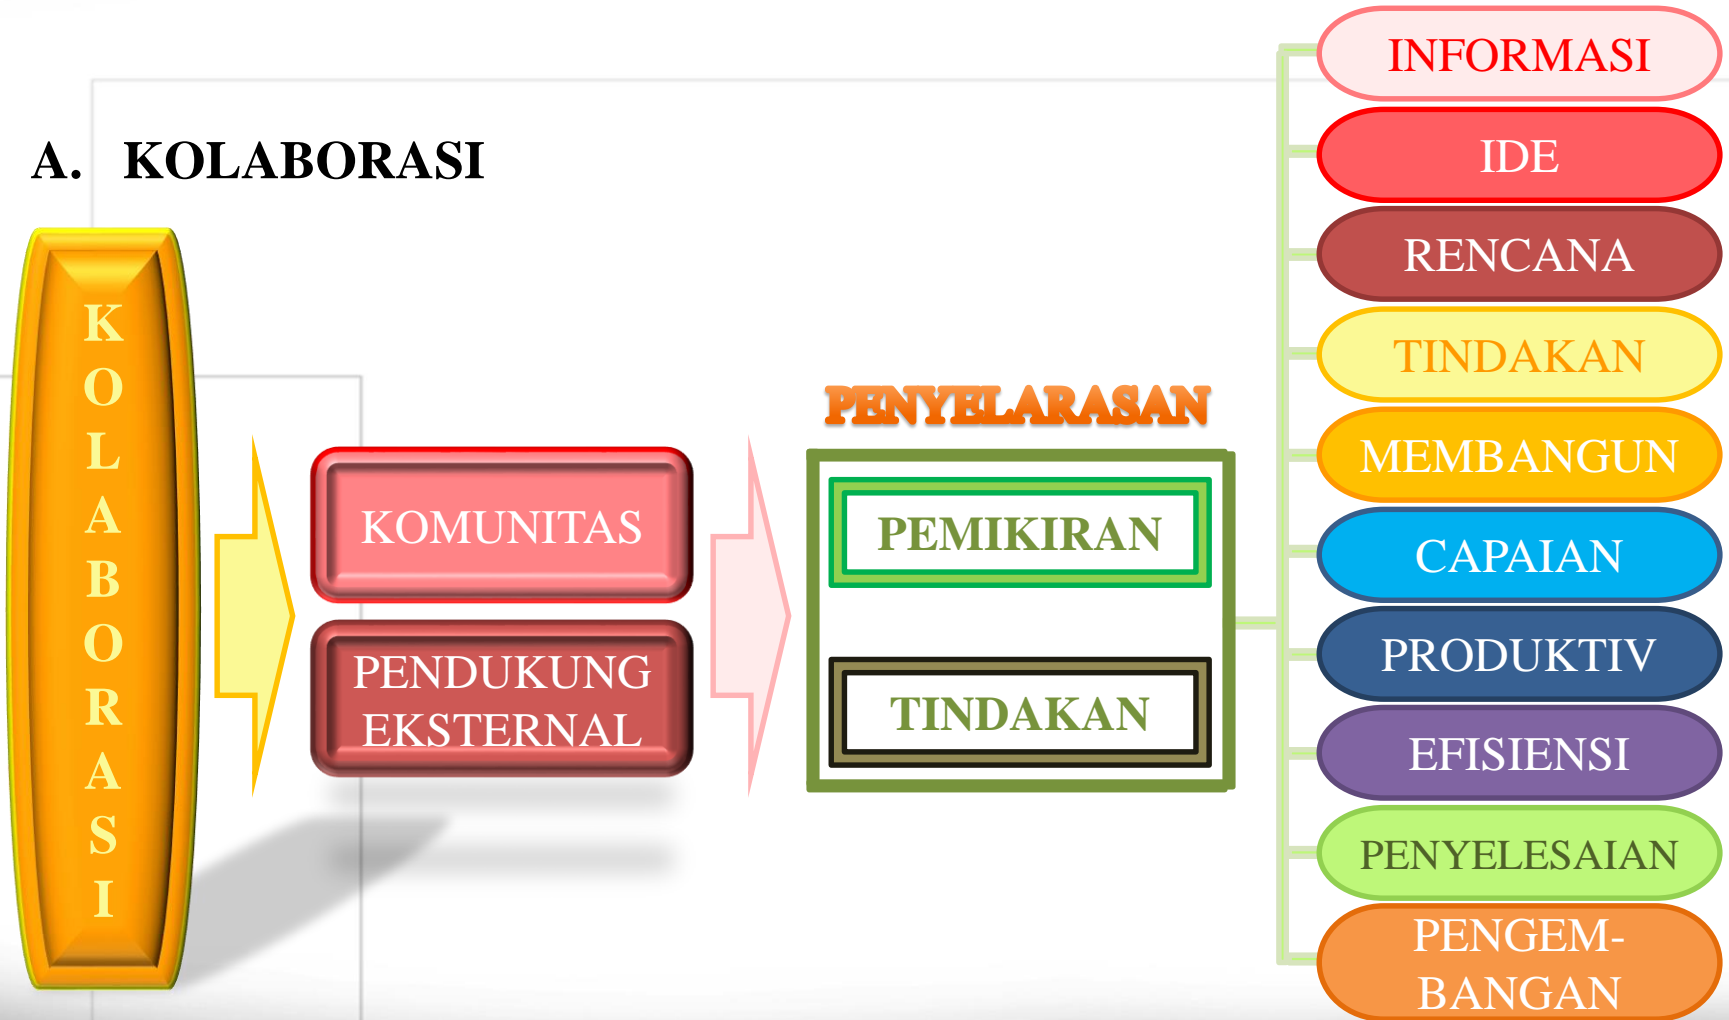 A. KOLABORASI
K
O
L
A
B
O
R
A
S
I
KOMUNITAS
PENDUKUNG
EKSTERNAL
PENYELARASAN
PEMIKIRAN
TINDAKAN
INFORMASI
IDE
RENCANA
TINDAKAN
MEMBANGUN
CAPAIAN
PRODUKTIV
EFISIENSI
PENYELESAIAN
PENGEM-
BANGAN